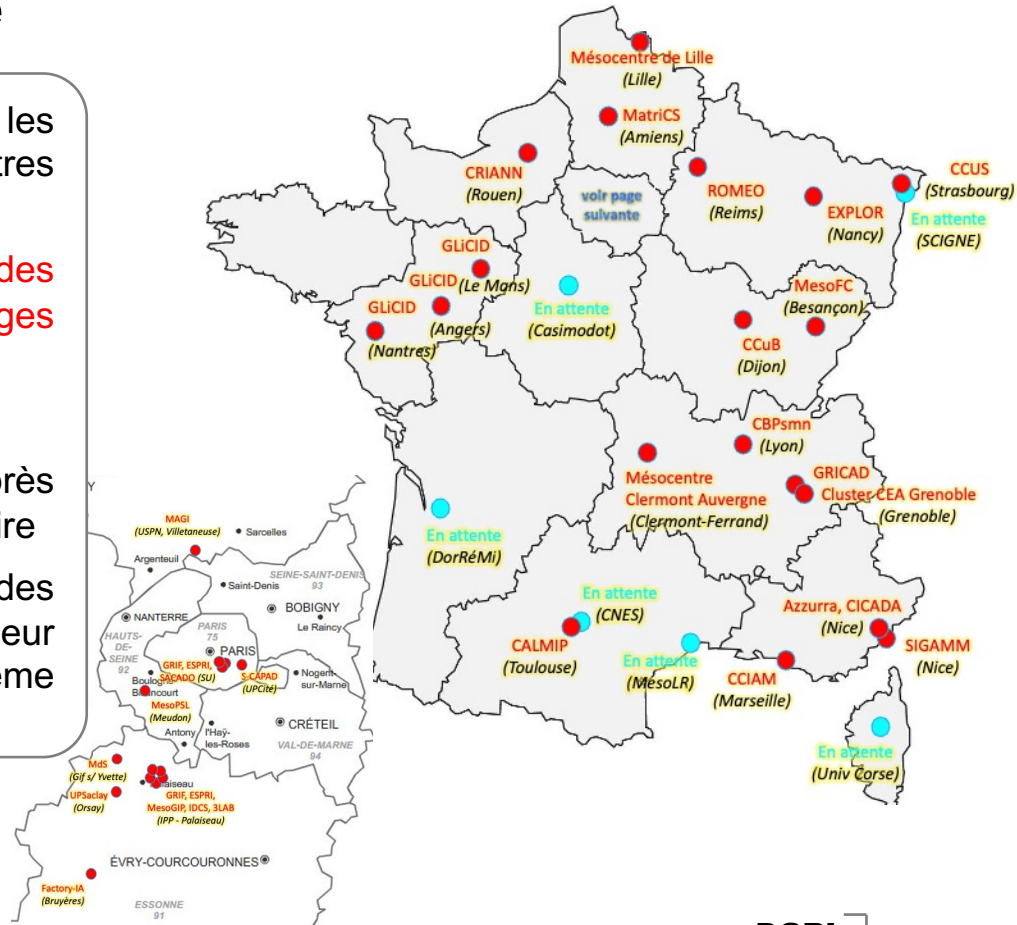 les
tres
des
ges
près
ire
des
eur
ème
Mésocentre de Lille
(Lille)
MatriCS
(Amiens)
CRIANN
(Rouen)
voir page
suivante
ROMEO
(Reims)
EXPLOR
(Nancy)
CCUS
(Strasbourg)
En attente
(SCIGNE)
GLiCID
(Le Mans)
GLiCID
(Angers)
GLiCID
(Nantres)
En attente
(Casimodot)
MesoFC
(Besançon)
CCuB
(Dijon)
CBPsmn
(Lyon)
Mésocentre
Clermont Auvergne
(Clermont-Ferrand)
GRICAD
Cluster CEA Grenoble
(Grenoble)
En attente
(DorRéMi)
En attente
(CNES)
CALMIP
(Toulouse)
En attente
(MesoLR)
Azzurra, CICADA
(Nice)
SIGAMM
(Nice)
CCIAM
(Marseille)
En attente
(Univ Corse)
MAGI
(USPN, Villetaneuse)
Sarcelles
Argenteuil
Saint-Denis
SEINE-SAINT-DENIS
93
NANTERRE
BOBIGNY
Le Raincy
HAUTS-
DE-
SEINE
92
PARIS
75
PARIS
GRIF, ESPRI,
SACADO (SU)
S-CAPAD
(UPCité)
Nogent-
sur-Marne
MesoPSL
(Meudon)
CRÉTEIL
Antony
l'Haÿ-
les-Roses
VAL-DE-MARNE
94
MdS
(Gif s/ Yvette)
UPSaclay
(Orsay)
GRIF, ESPRI,
MesoGIP, IDCS, 3LAB
(IPP - Palaiseau)
ÉVRY-COURCOURONNES
Factory-IA
(Bruyères)
ESSONNE
91